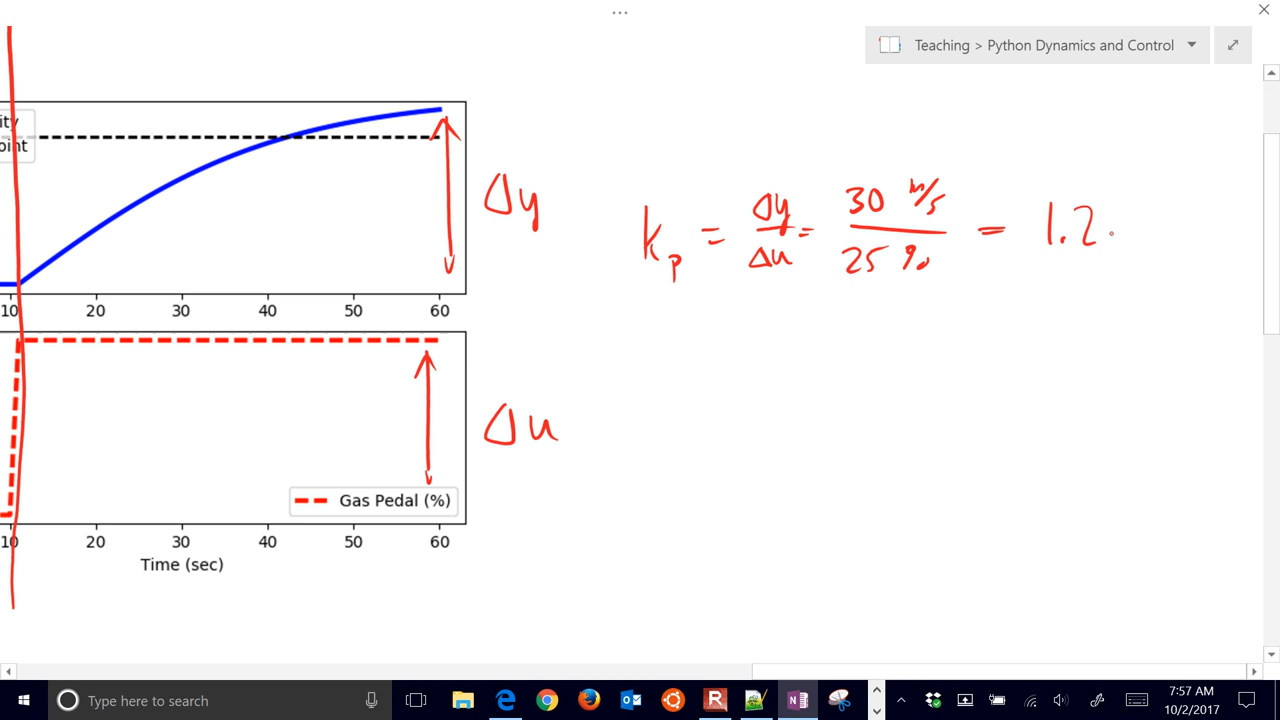 Teaching > Python Dynamics and Control
ity
oint
Δy
kp = Δy/Δu = 30 m/s / 25 % = 1.2
10 20 30 40 50 60
Δu
Gas Pedal (%)
10 20 30 40 50 60
Time (sec)
Type here to search
7:57 AM
10/2/2017